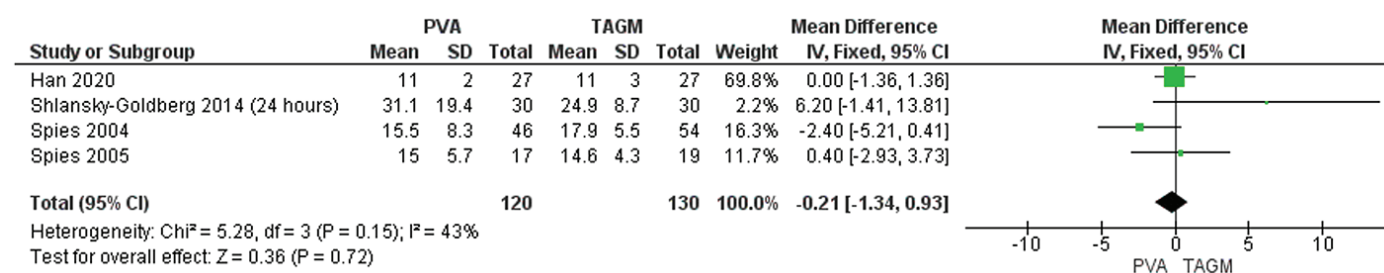 PVA TAGM Mean Difference Mean Difference
Study or Subgroup Mean SD Total Mean SD Total Weight IV, Fixed, 95% CI IV, Fixed, 95% CI
Han 2020 11 2 27 11 3 27 69.8% 0.00 [-1.36, 1.36]
Shlansky-Goldberg 2014 (24 hours) 31.1 19.4 30 24.9 8.7 30 2.2% 6.20 [-1.41, 13.81]
Spies 2004 15.5 8.3 46 17.9 5.5 54 16.3% -2.40 [-5.21, 0.41]
Spies 2005 15 5.7 17 14.6 4.3 19 11.7% 0.40 [-2.93, 3.73]
Total (95% CI) 120 130 100.0% -0.21 [-1.34, 0.93]
Heterogeneity: Chi² = 5.28, df = 3 (P = 0.15); I² = 43%
Test for overall effect: Z = 0.36 (P = 0.72)
-10 -5 0 5 10
PVA TAGM